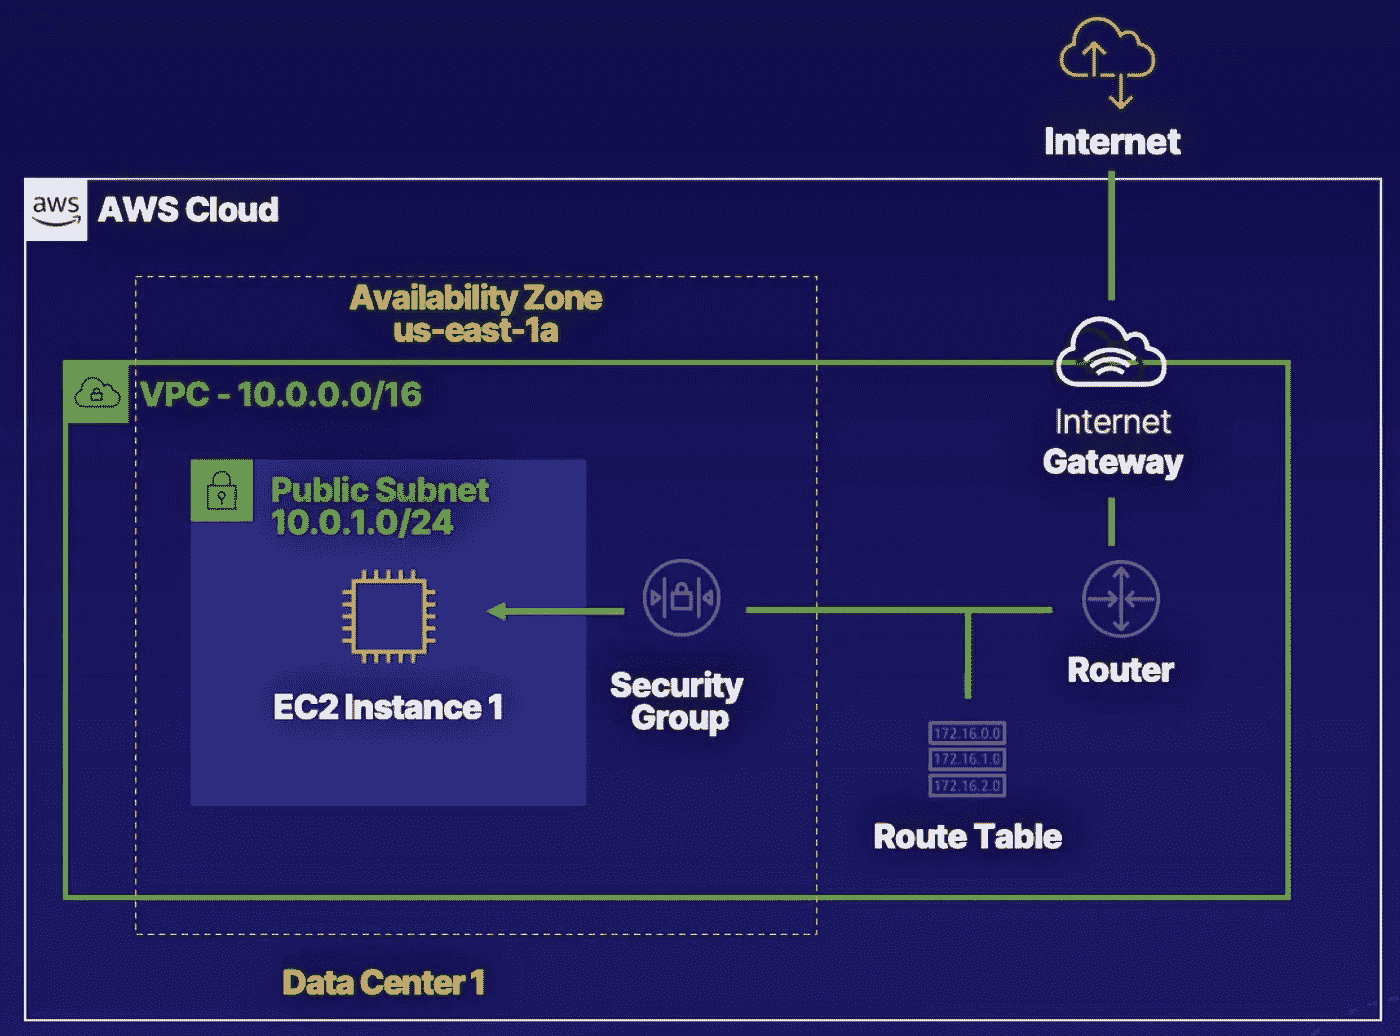 Internet
aws
AWS Cloud
Availability Zone
us-east-1a
VPC - 10.0.0.0/16
Internet
Gateway
Public Subnet
10.0.1.0/24
EC2 Instance 1
Security
Group
Router
172.16.0.0
172.16.1.0
172.16.2.0
Route Table
Data Center 1